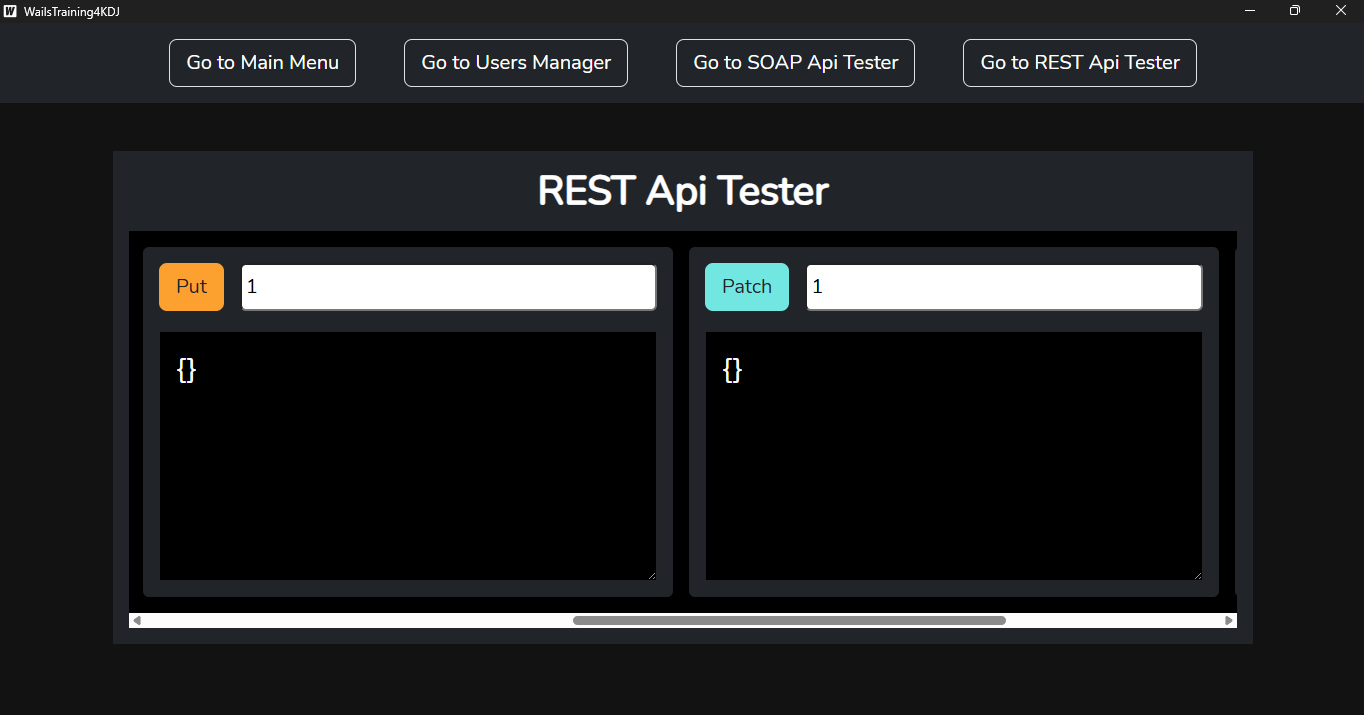 W WailsTraining4KDJ
Go to Main Menu Go to Users Manager Go to SOAP Api Tester Go to REST Api Tester
REST Api Tester
Put 1 Patch 1
{} {}